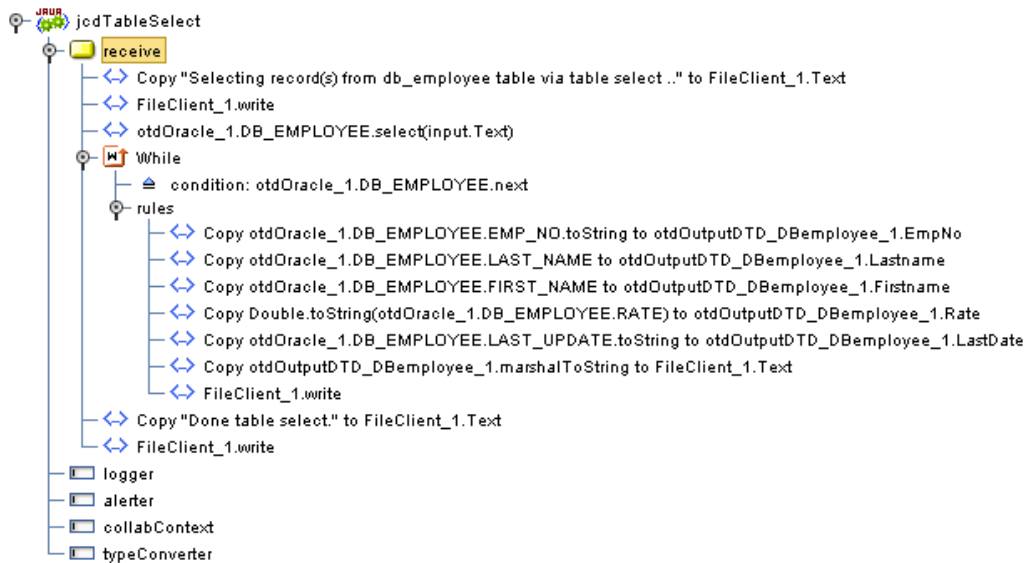 JAVA
jcdTableSelect
receive
Copy "Selecting record(s) from db_employee table via table select .." to FileClient_1.Text
FileClient_1.write
otdOracle_1.DB_EMPLOYEE.select(input.Text)
While
condition: otdOracle_1.DB_EMPLOYEE.next
rules
Copy otdOracle_1.DB_EMPLOYEE.EMP_NO.toString to otdOutputDTD_DBemployee_1.EmpNo
Copy otdOracle_1.DB_EMPLOYEE.LAST_NAME to otdOutputDTD_DBemployee_1.Lastname
Copy otdOracle_1.DB_EMPLOYEE.FIRST_NAME to otdOutputDTD_DBemployee_1.Firstname
Copy Double.toString(otdOracle_1.DB_EMPLOYEE.RATE) to otdOutputDTD_DBemployee_1.Rate
Copy otdOracle_1.DB_EMPLOYEE.LAST_UPDATE.toString to otdOutputDTD_DBemployee_1.LastDate
Copy otdOutputDTD_DBemployee_1.marshalToString to FileClient_1.Text
FileClient_1.write
Copy "Done table select." to FileClient_1.Text
FileClient_1.write
logger
alerter
collabContext
typeConverter